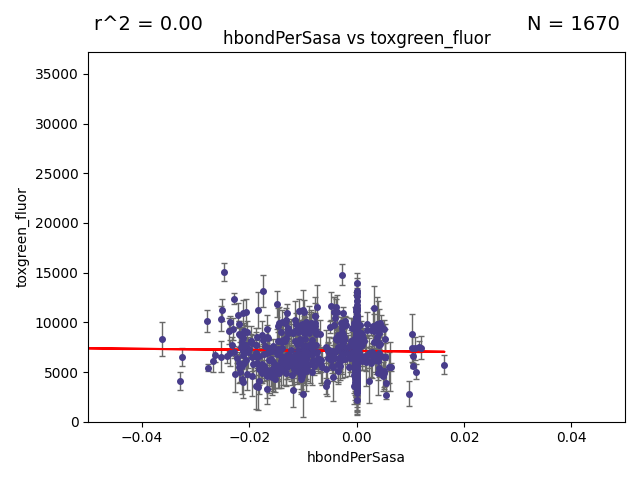 r^2 = 0.00
N = 1670
hbondPerSasa vs toxgreen_fluor
35000
30000
25000
20000
15000
10000
5000
0
toxgreen_fluor
−0.04
−0.02
0.00
0.02
0.04
hbondPerSasa